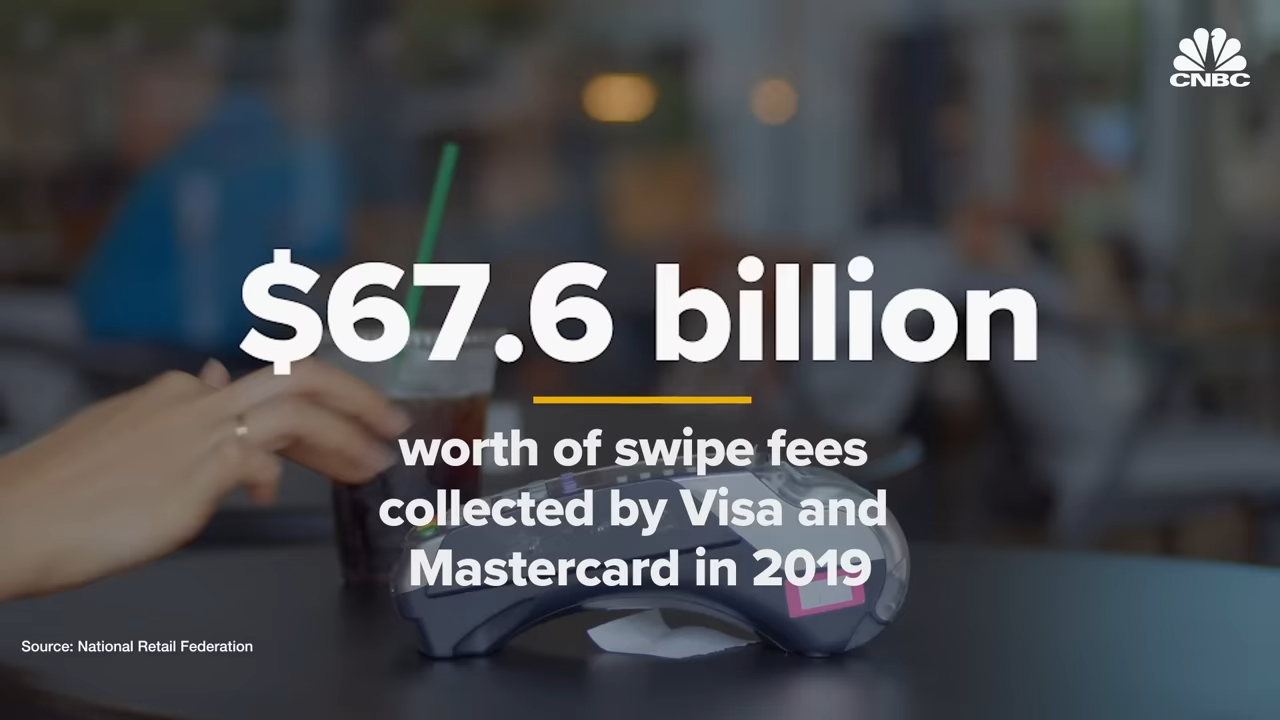 CNBC
$67.6 billion
worth of swipe fees
collected by Visa and
Mastercard in 2019
Source: National Retail Federation